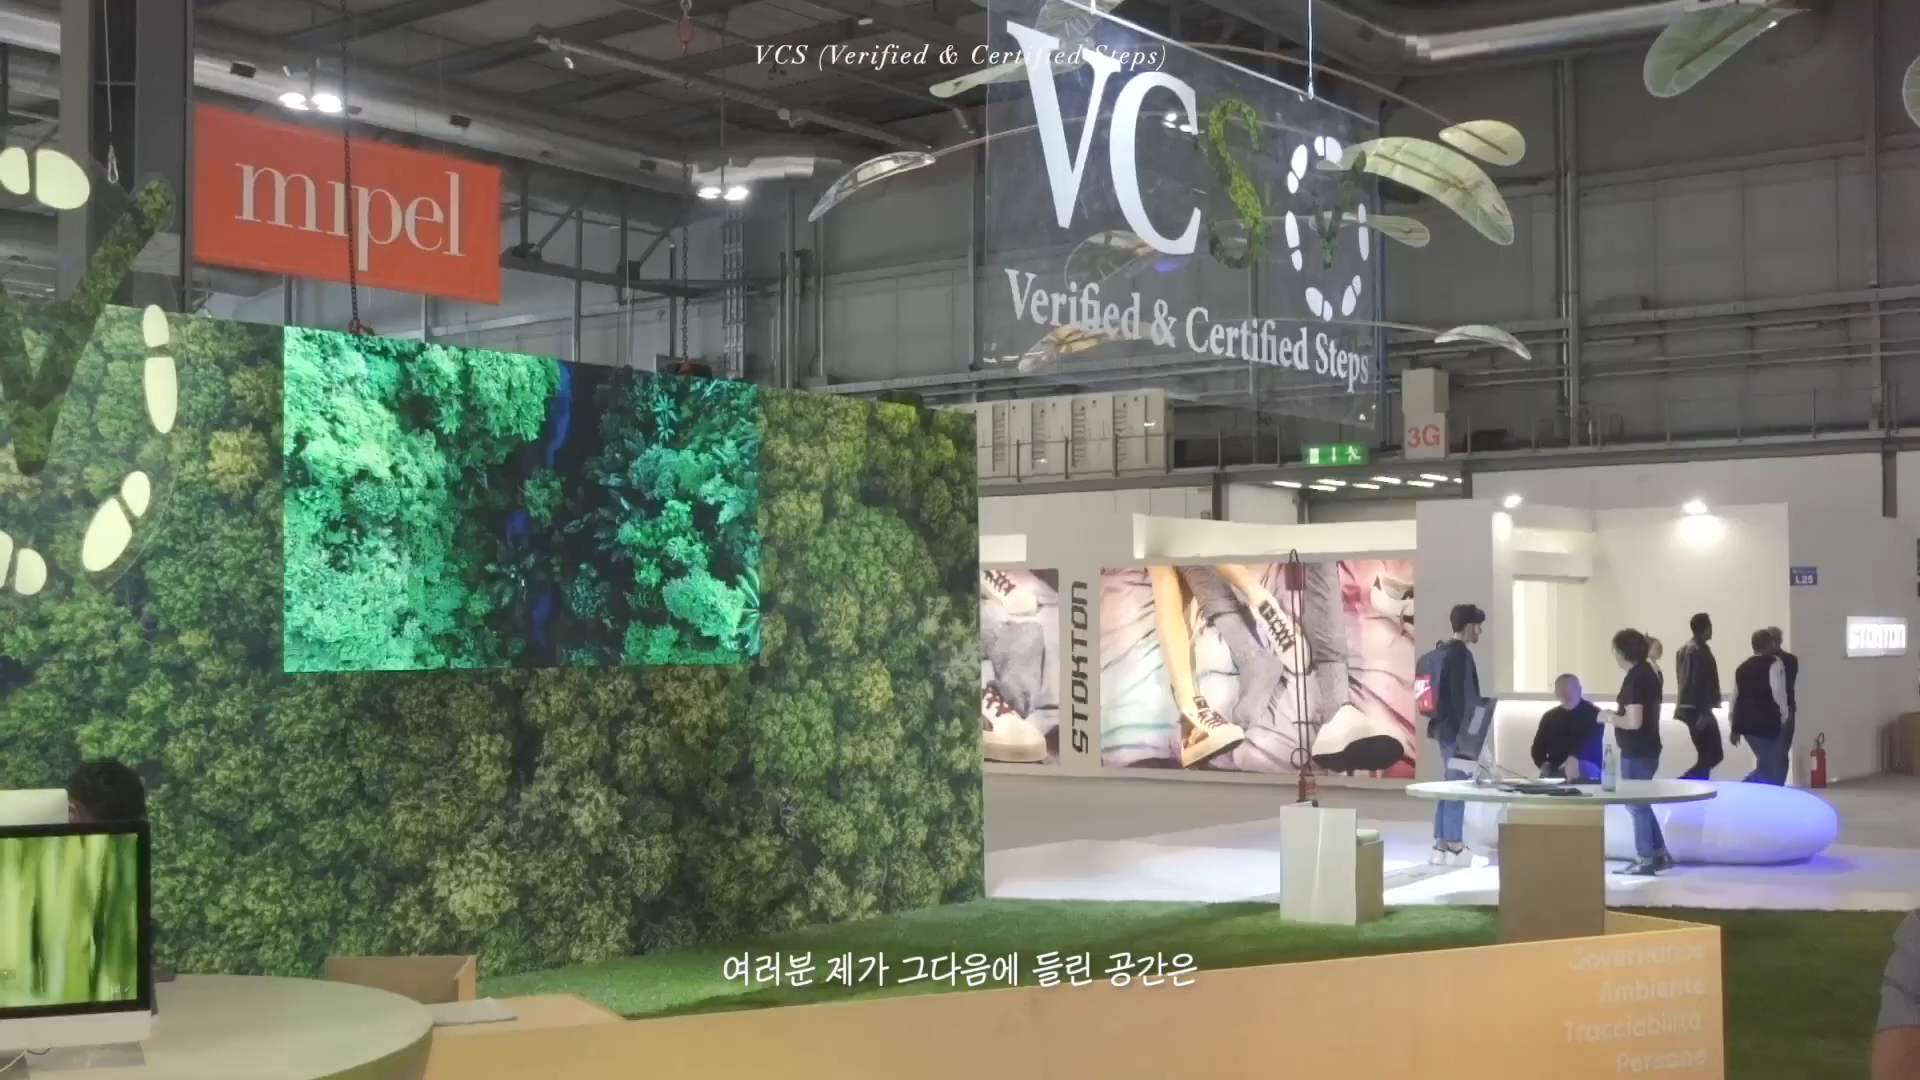 VCS (Verified & Certified Steps)
mipel
VCS
Verified & Certified Steps
3G
L25
STOKTON
STOKTON
Governance
Ambiente
Tracciabilità
Persone
여러분 제가 그다음에 들린 공간은